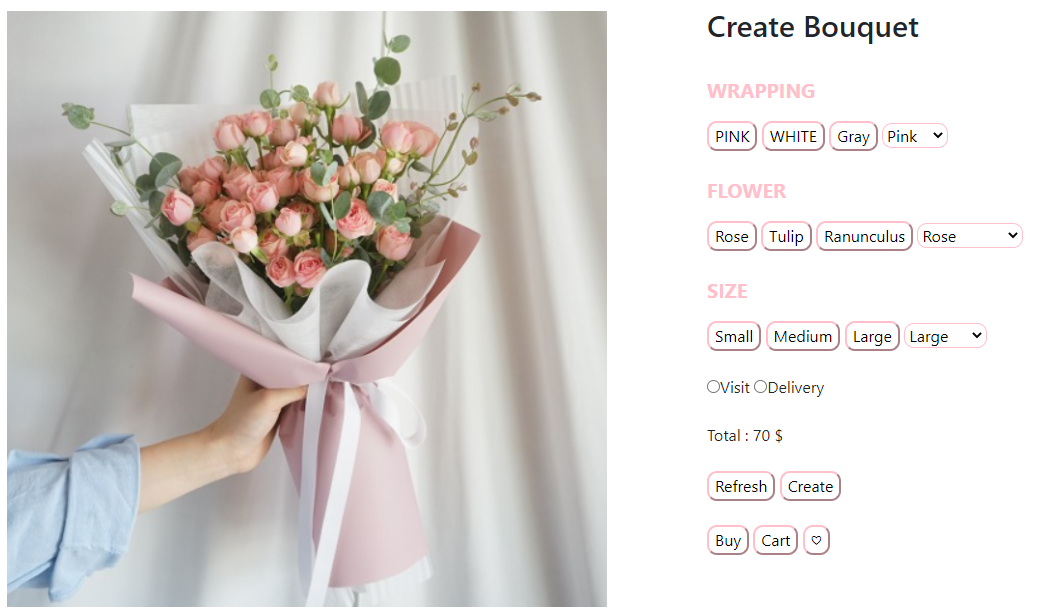 Create Bouquet
WRAPPING
PINK WHITE Gray Pink
FLOWER
Rose Tulip Ranunculus Rose
SIZE
Small Medium Large Large
Visit Delivery
Total : 70 $
Refresh Create
Buy Cart ♡